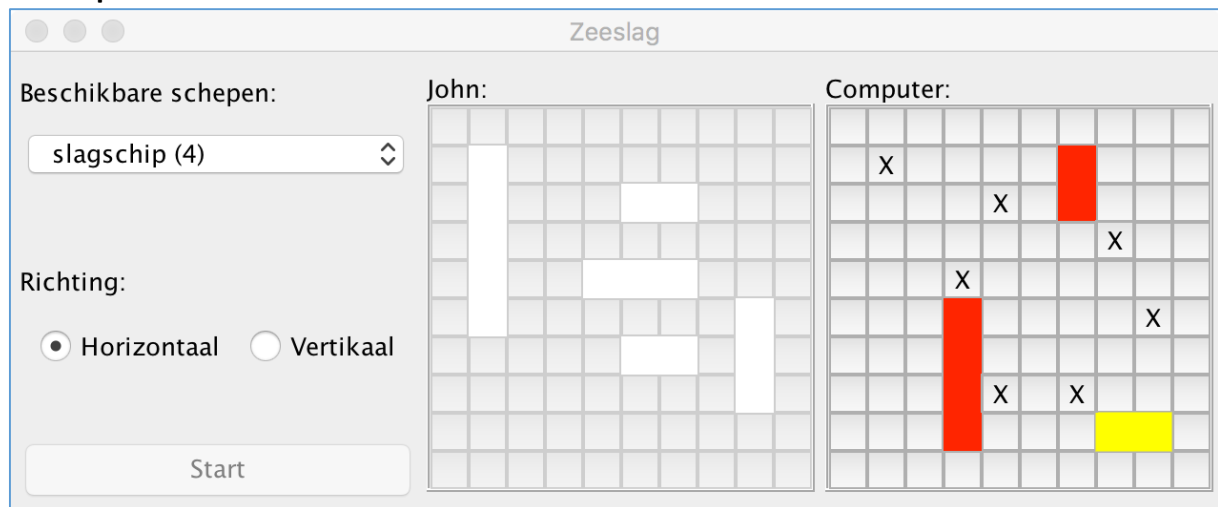 Zeeslag
Beschikbare schepen:
slagschip (4)
Richting:
Horizontaal
Vertikaal
Start
John:
Computer:
X
X
X
X
X
X X